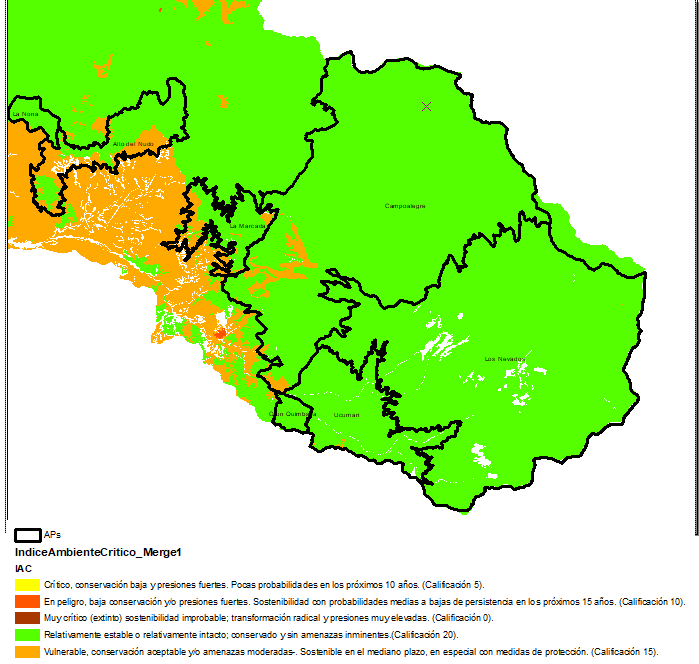 La Nona
Alto del Nudo
Campoalegre
La Marcada
Los Nevados
Ucumari
APs
IndiceAmbienteCritico_Merge1
IAC
Crítico, conservación baja y presiones fuertes. Pocas probabilidades en los próximos 10 años. (Calificación 5).
En peligro, baja conservación y/o presiones fuertes. Sostenibilidad con probabilidades medias a bajas de persistencia en los próximos 15 años. (Calificación 10).
Muy crítico (extinto) sostenibilidad improbable; transformación radical y presiones muy elevadas. (Calificación 0).
Relativamente estable o relativamente intacto; conservado y sin amenazas inminentes.(Calificación 20).
Vulnerable, conservación aceptable y/o amenazas moderadas-. Sostenible en el mediano plazo, en especial con medidas de protección. (Calificación 15).